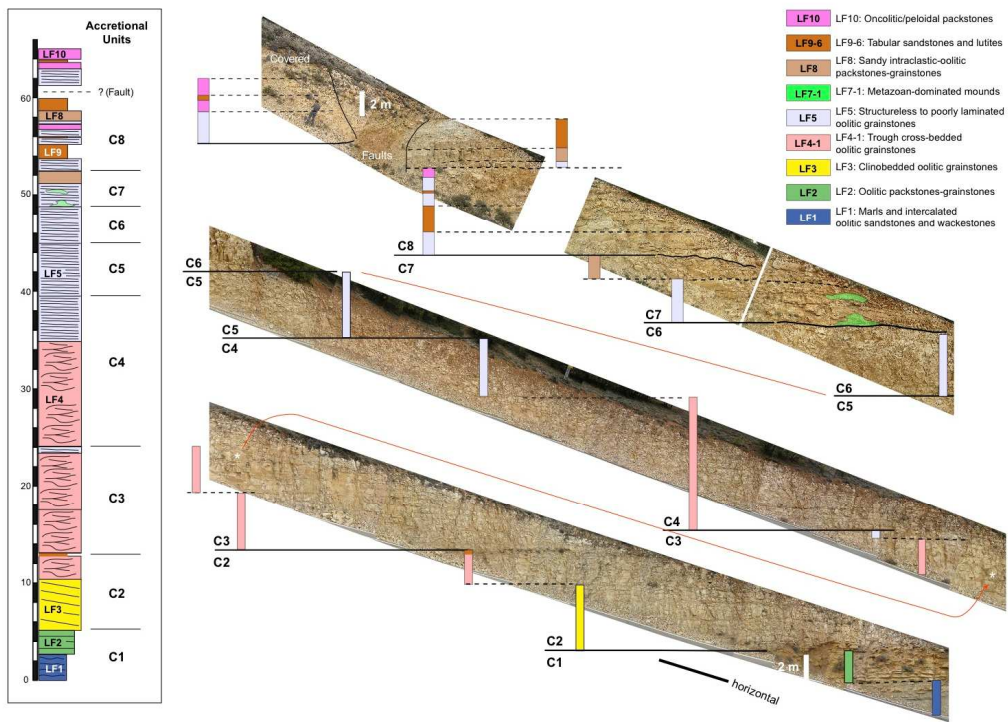 Accretional
Units
LF10
? (Fault)
60
LF8
C8
LF9
C7
50
C6
LF5
C5
40
C4
LF4
30
C3
20
10
C2
LF3
LF2
C1
LF1
0
Covered
2 m
Faults
C8
C7
C7
C6
C6
C5
C6
C5
C5
C4
C4
C3
*
C3
C2
*
C2
C1
2 m
horizontal
LF10 LF10: Oncolitic/peloidal packstones
LF9-6 LF9-6: Tabular sandstones and lutites
LF8 LF8: Sandy intraclastic-oolitic
packstones-grainstones
LF7-1 LF7-1: Metazoan-dominated mounds
LF5 LF5: Structureless to poorly laminated
oolitic grainstones
LF4-1 LF4-1: Trough cross-bedded
oolitic grainstones
LF3 LF3: Clinobedded oolitic grainstones
LF2 LF2: Oolitic packstones-grainstones
LF1 LF1: Marls and intercalated
oolitic sandstones and wackestones